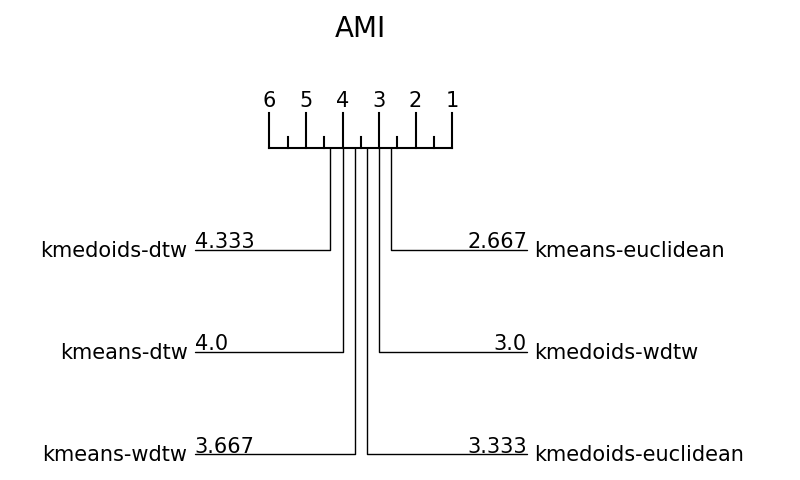 AMI
6 5 4 3 2 1
kmedoids-dtw 4.333 2.667 kmeans-euclidean
kmeans-dtw 4.0 3.0 kmedoids-wdtw
kmeans-wdtw 3.667 3.333 kmedoids-euclidean